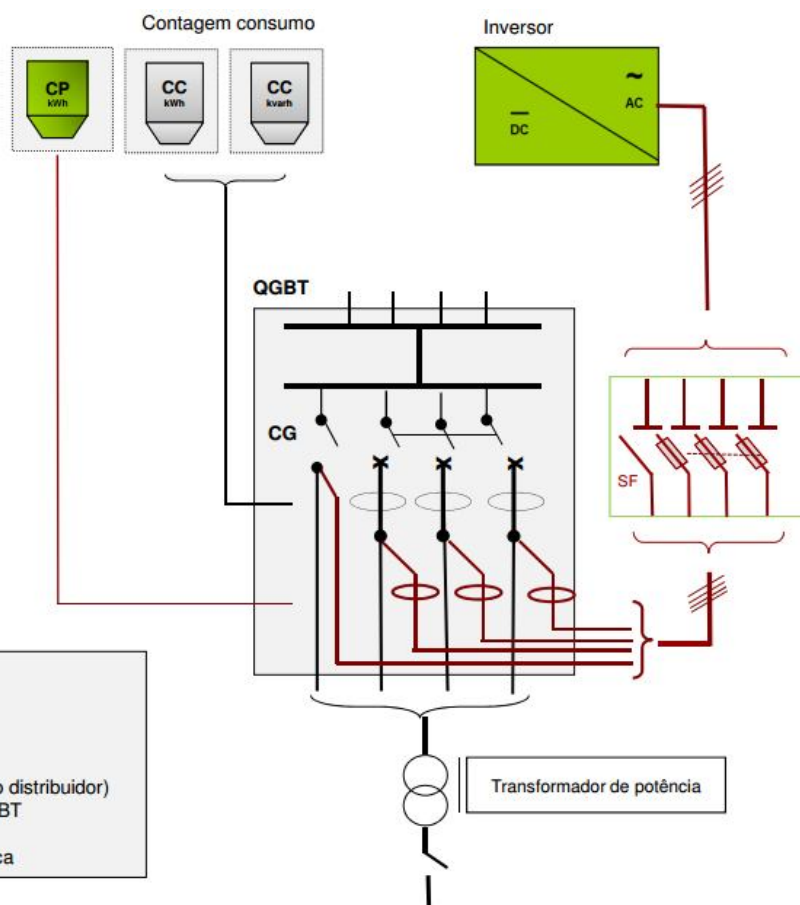 Contagem consumo
Inversor
CP
kWh
CC
kWh
CC
kvarh
~
AC
DC
QGBT
CG
SF
distribuidor)
BT
Transformador de potência